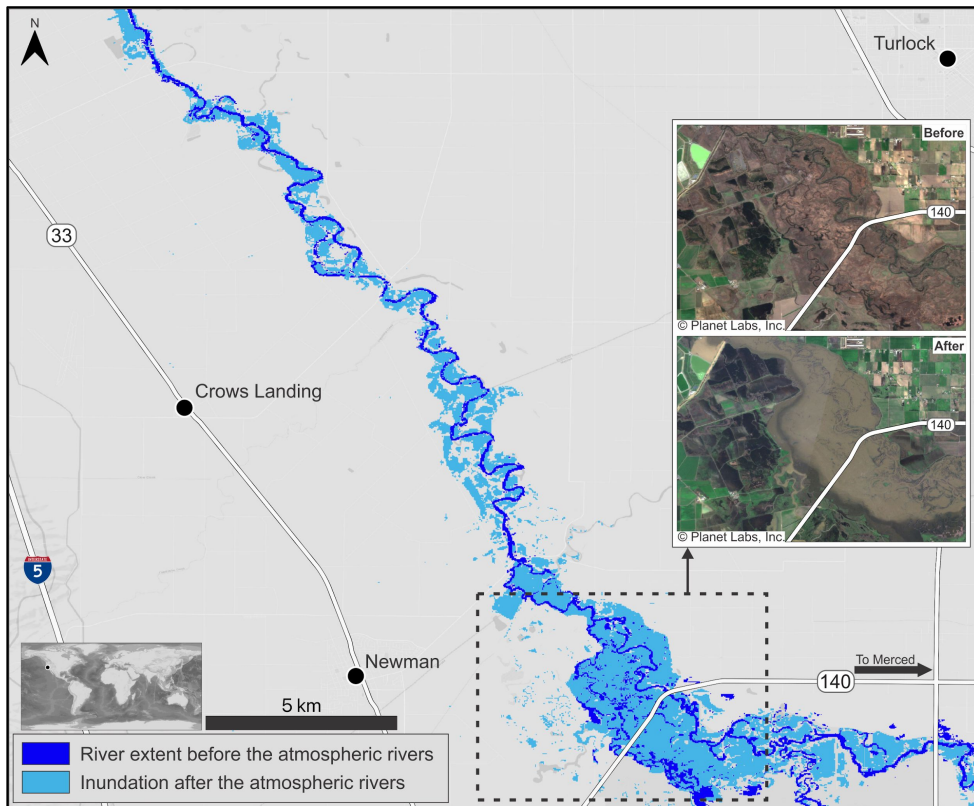 N
Turlock
Before
140
© Planet Labs, Inc.
After
140
© Planet Labs, Inc.
33
Crows Landing
5
Newman
To Merced
140
5 km
River extent before the atmospheric rivers
Inundation after the atmospheric rivers